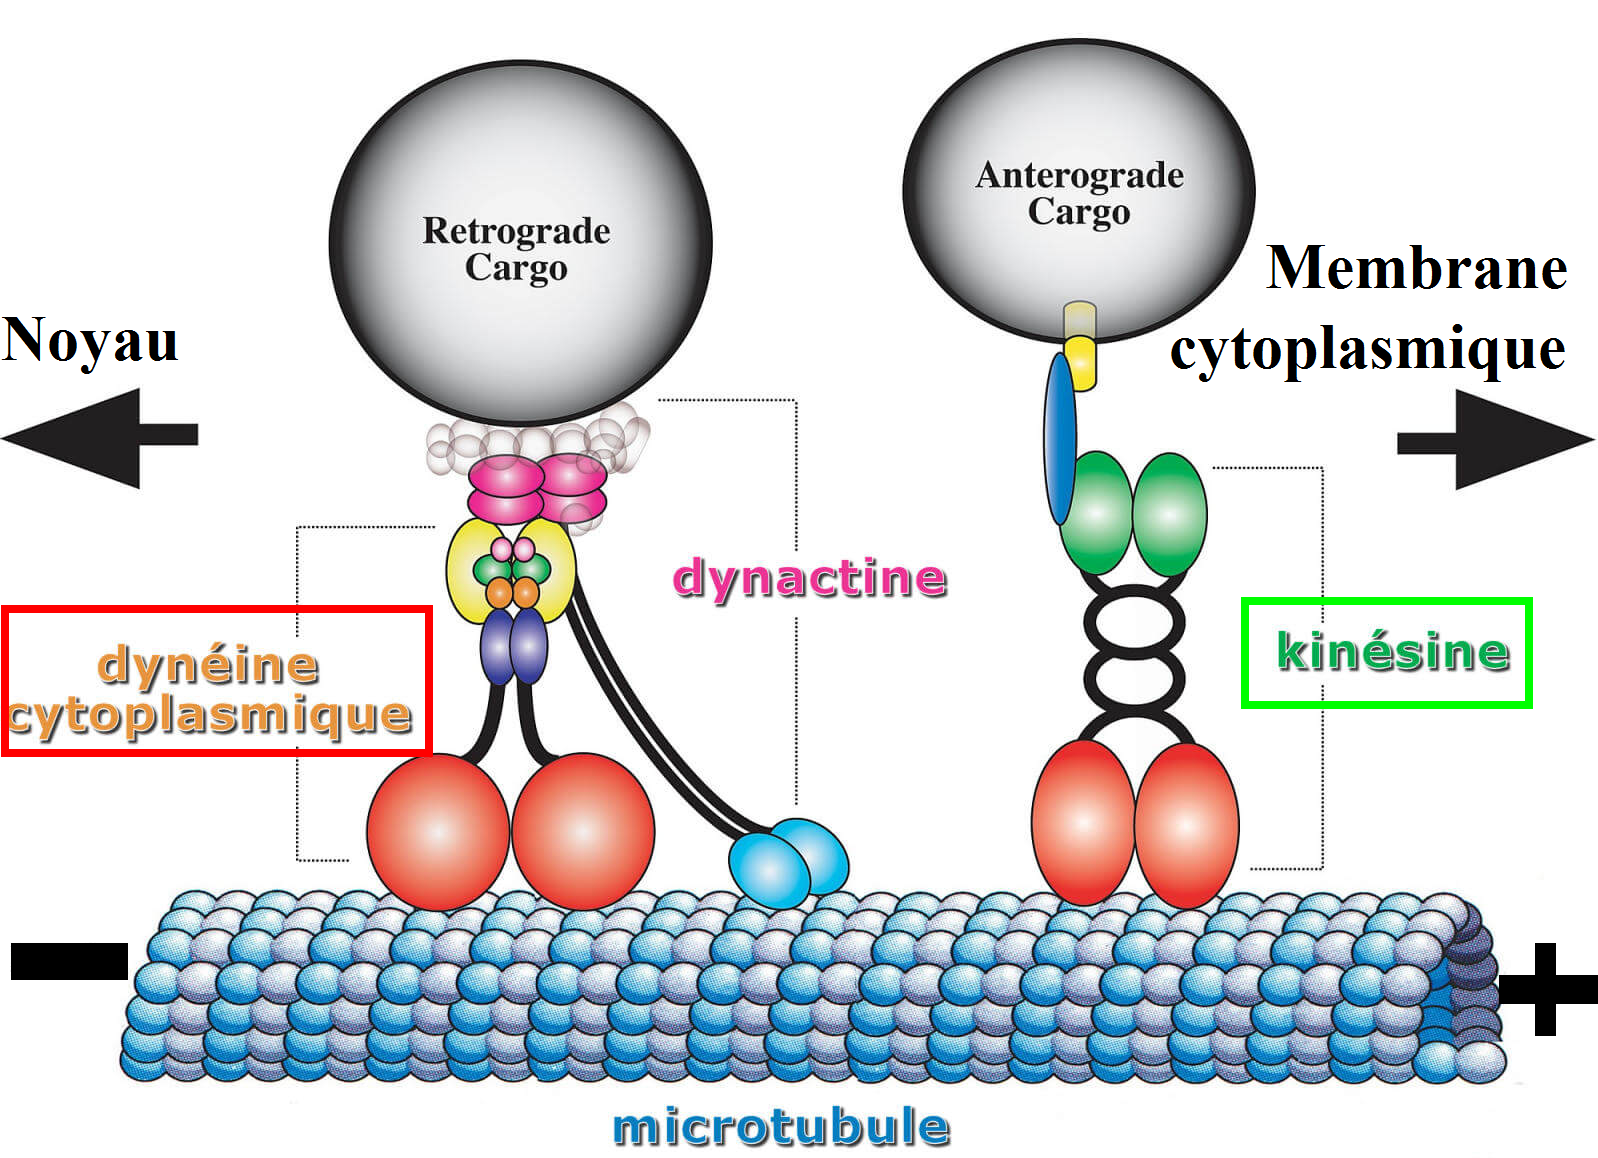 Retrograde
Cargo
Anterograde
Cargo
Noyau
Membrane
cytoplasmique
dynactine
dynéine
cytoplasmique
kinésine
−
+
microtubule